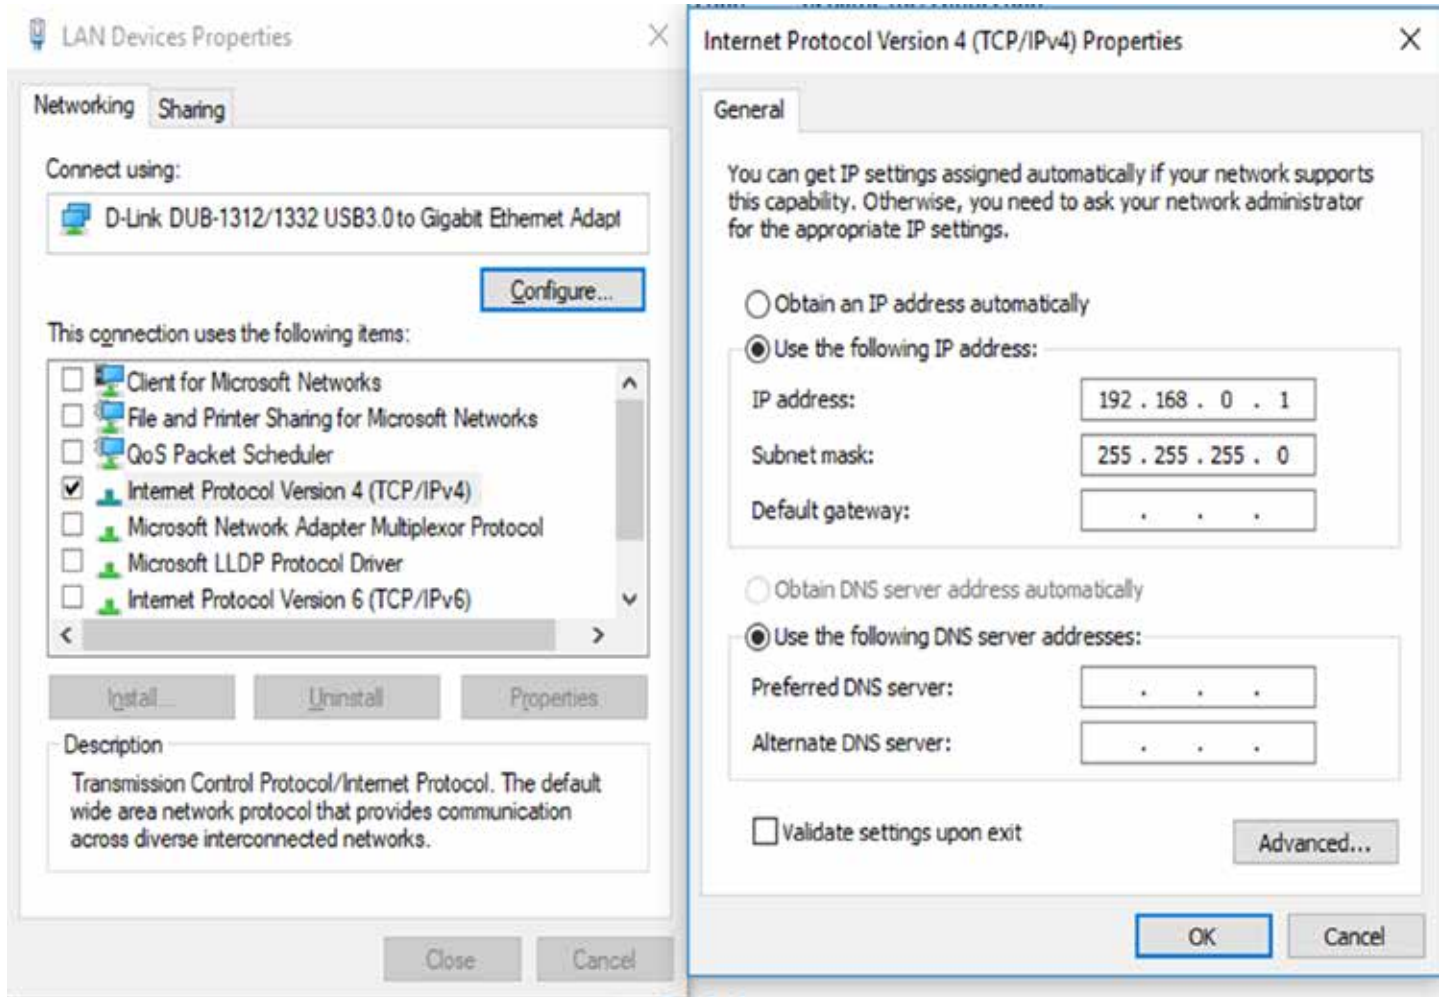 LAN Devices Properties
Networking
Sharing
Connect using:
D-Link DUB-1312/1332 USB3.0 to Gigabit Ethernet Adapt
Configure...
This connection uses the following items:
Client for Microsoft Networks
File and Printer Sharing for Microsoft Networks
QoS Packet Scheduler
Internet Protocol Version 4 (TCP/IPv4)
Microsoft Network Adapter Multiplexor Protocol
Microsoft LLDP Protocol Driver
Internet Protocol Version 6 (TCP/IPv6)
Install...
Uninstall
Properties
Description
Transmission Control Protocol/Internet Protocol. The default
wide area network protocol that provides communication
across diverse interconnected networks.
Close
Cancel
Internet Protocol Version 4 (TCP/IPv4) Properties
General
You can get IP settings assigned automatically if your network supports
this capability. Otherwise, you need to ask your network administrator
for the appropriate IP settings.
Obtain an IP address automatically
Use the following IP address:
IP address:
192 . 168 . 0 . 1
Subnet mask:
255 . 255 . 255 . 0
Default gateway:
. . .
Obtain DNS server address automatically
Use the following DNS server addresses:
Preferred DNS server:
. . .
Alternate DNS server:
. . .
Validate settings upon exit
Advanced...
OK
Cancel